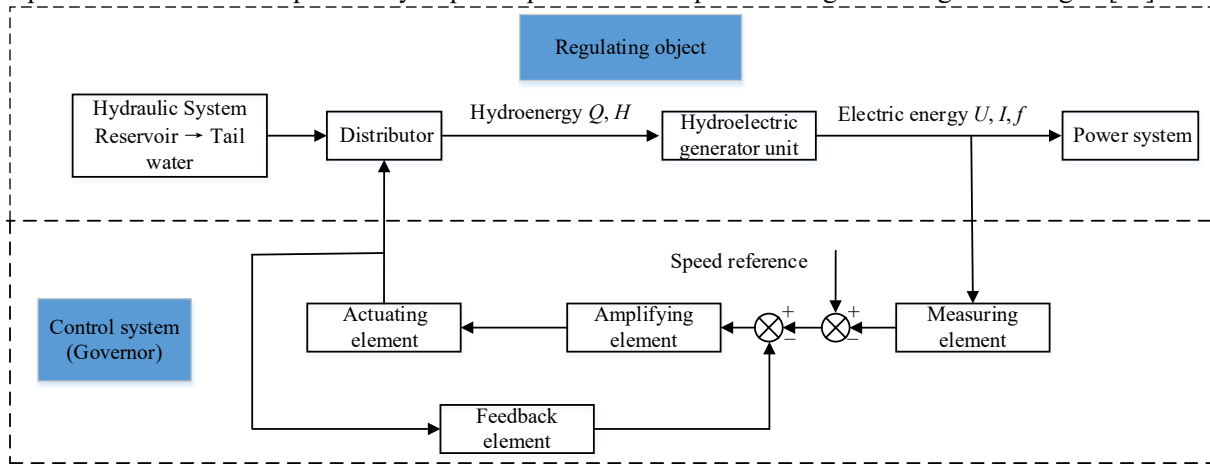 Regulating object
Hydraulic System
Reservoir → Tail
water
Distributor
Hydroenergy Q, H
Hydroelectric
generator unit
Electric energy U, I, f
Power system
Speed reference
Control system
(Governor)
Actuating
element
Amplifying
element
+
−
+
−
Measuring
element
Feedback
element